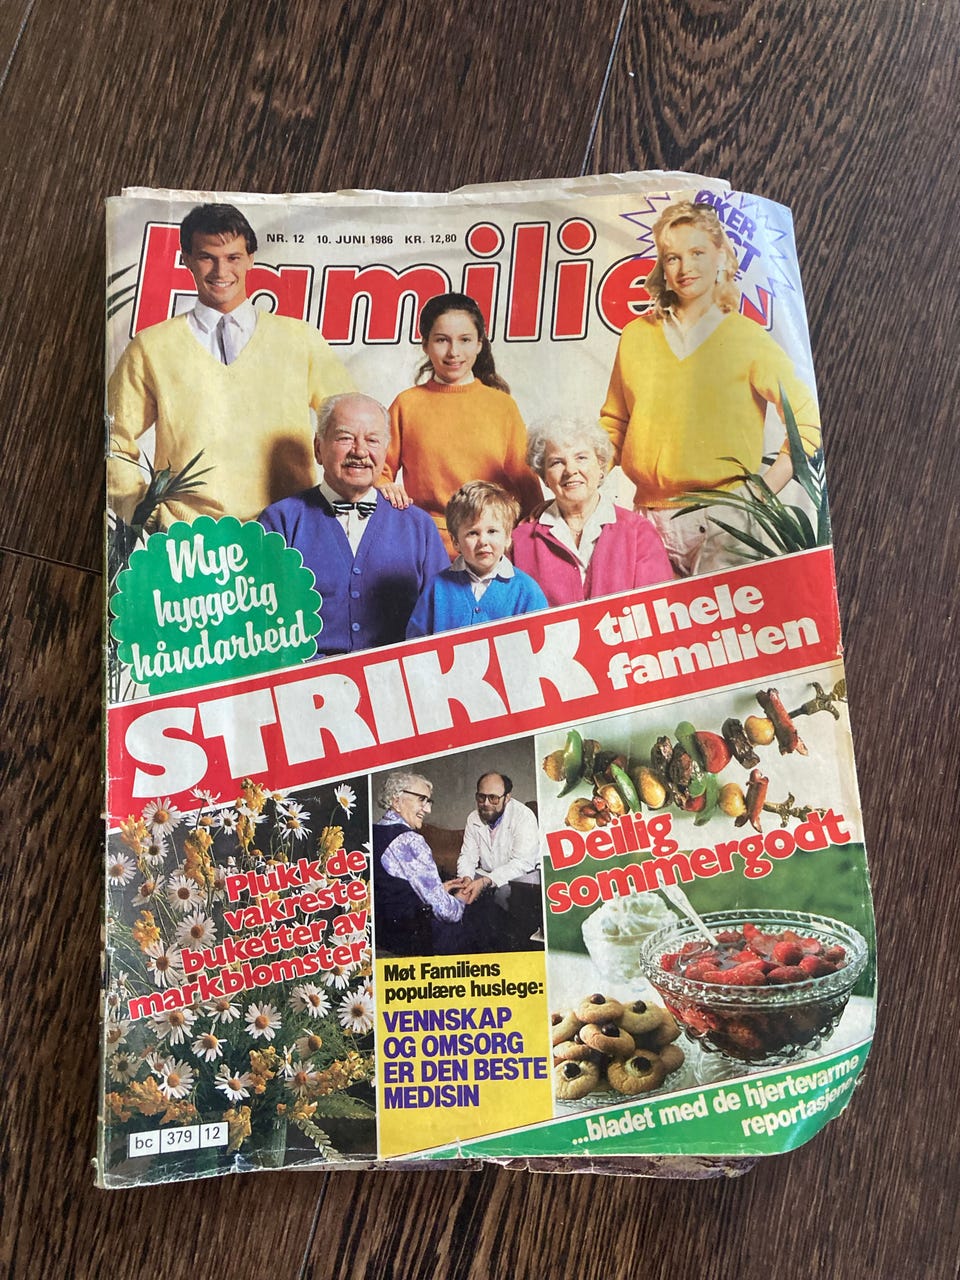 Familien
NR. 12 10. JUNI 1986 KR. 12,80
ØKER
Mye
hyggelig
håndarbeid
STRIKK til hele
familien
Plukk de
vakreste
buketter av
markblomster
Møt Familiens
populære huslege:
VENNSKAP
OG OMSORG
ER DEN BESTE
MEDISIN
Deilig
sommergodt
...bladet med de hjertevarme
reportasjene
bc 379 12